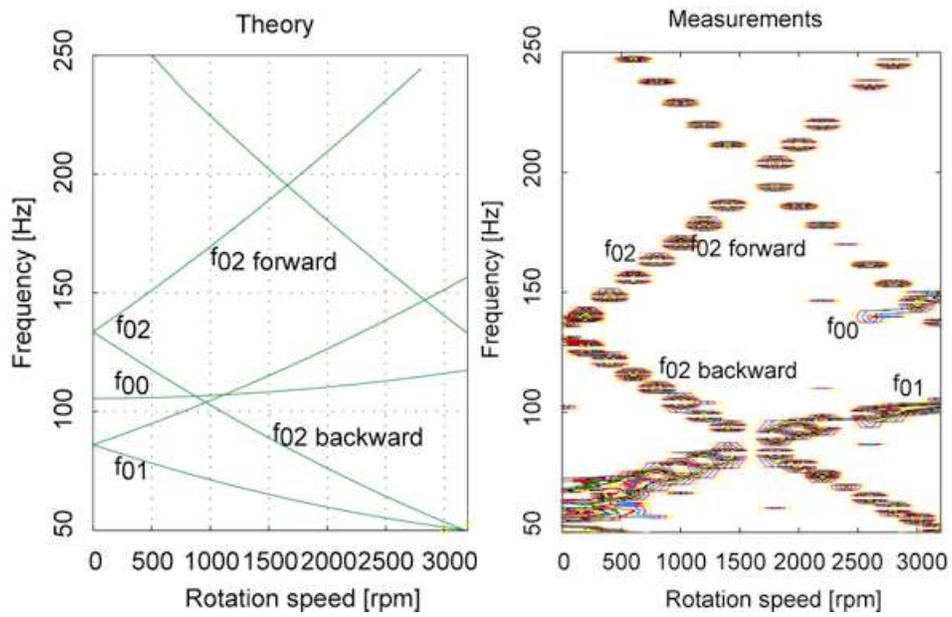 Theory
250
200
150
100
50
Frequency [Hz]
f02 forward
f02
f00
f02 backward
f01
0 500 1000 1500 2000 2500 3000
Rotation speed [rpm]
Measurements
250
200
150
100
50
Frequency [Hz]
f02
f02 forward
f00
f02 backward
f01
0 500 1000 1500 2000 2500 3000
Rotation speed [rpm]